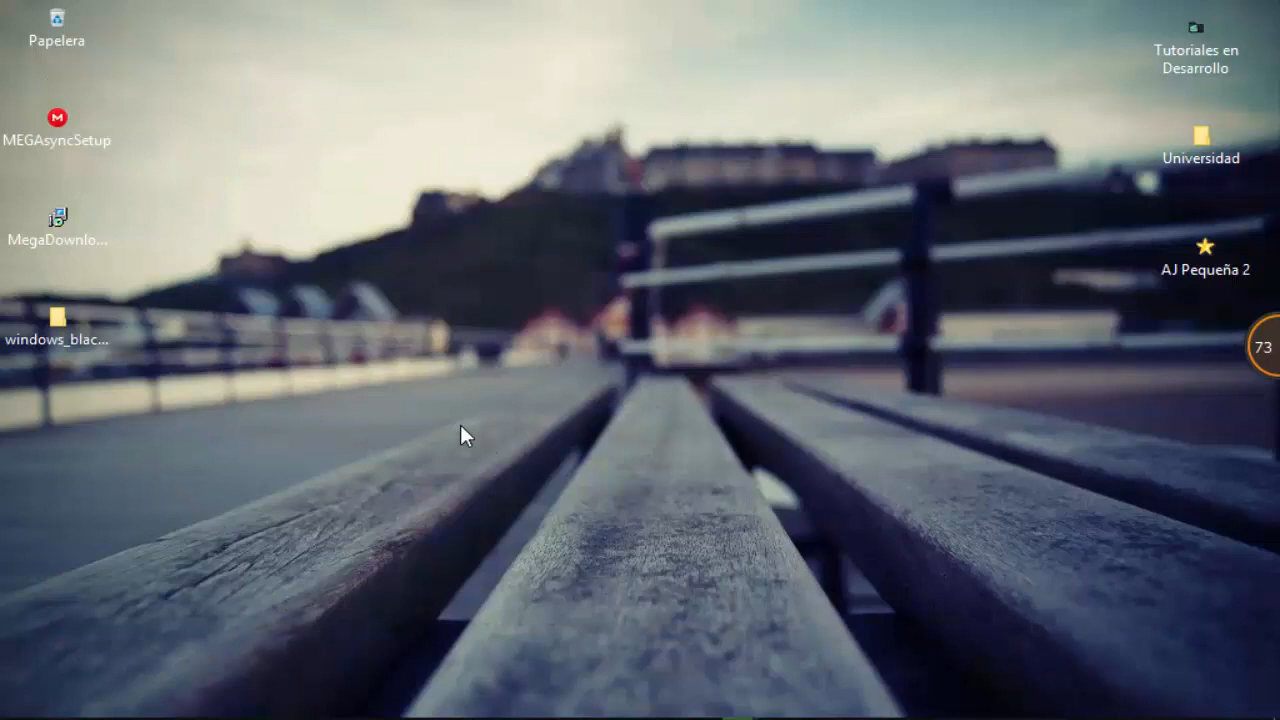 Papelera
MEGAsyncSetup
MegaDownlo...
windows_blac...
Tutoriales en
Desarrollo
Universidad
AJ Pequeña 2
73